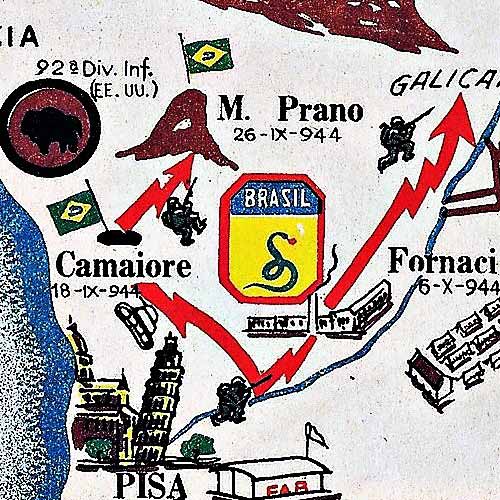 CIA
92ª Div. Inf.
(EE. UU.)
GALICA
M. Prano
26-IX-944
BRASIL
Camaiore
18-IX-944
Fornaci
6-X-944
PISA
FAB